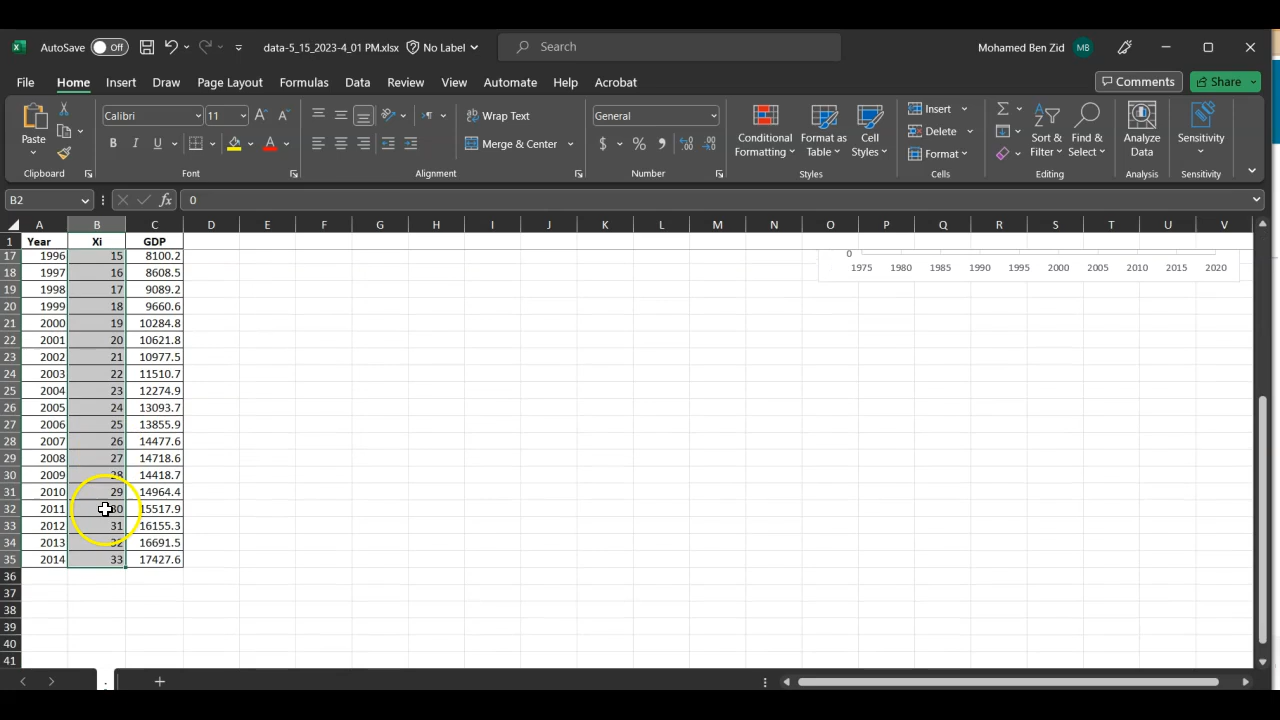 AutoSave Off data-5_15_2023-4_01 PM.xlsx No Label Search Mohamed Ben Zid MB
File Home Insert Draw Page Layout Formulas Data Review View Automate Help Acrobat Comments Share
Paste Calibri 11 Wrap Text General Conditional Formatting Format as Table Cell Styles Insert Sort & Filter Find & Select Analyze Data Sensitivity
B I U Merge & Center $ % Delete
Format
Clipboard Font Alignment Number Styles Cells Editing Analysis Sensitivity
B2 fx 0
A B C D E F G H I J K L M N O P Q R S T U V
1 Year Xi GDP
17 1996 15 8100.2 0
18 1997 16 8608.5 1975 1980 1985 1990 1995 2000 2005 2010 2015 2020
19 1998 17 9089.2
20 1999 18 9660.6
21 2000 19 10284.8
22 2001 20 10621.8
23 2002 21 10977.5
24 2003 22 11510.7
25 2004 23 12274.9
26 2005 24 13093.7
27 2006 25 13855.9
28 2007 26 14477.6
29 2008 27 14718.6
30 2009 28 14418.7
31 2010 29 14964.4
32 2011 30 15517.9
33 2012 31 16155.3
34 2013 32 16691.5
35 2014 33 17427.6
36
37
38
39
40
41